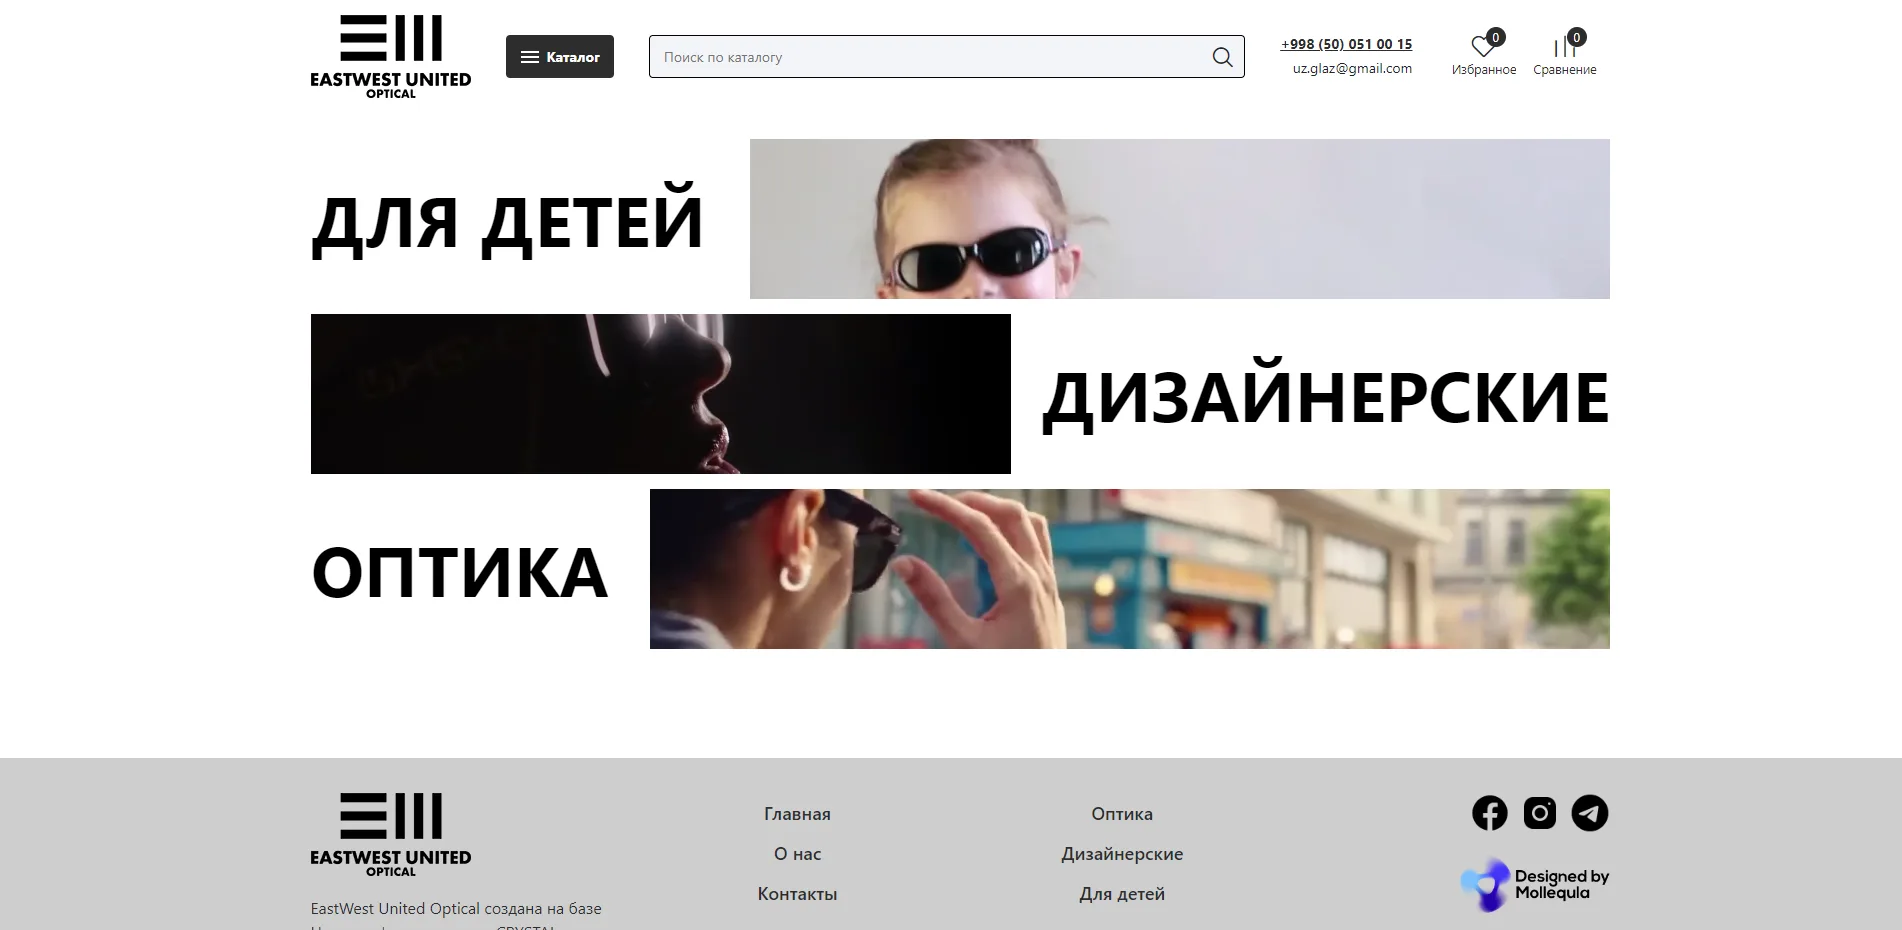 EASTWEST UNITED
OPTICAL
Каталог
Поиск по каталогу
+998 (50) 051 00 15
uz.glaz@gmail.com
0
Избранное
0
Сравнение
ДЛЯ ДЕТЕЙ
ДИЗАЙНЕРСКИЕ
ОПТИКА
EASTWEST UNITED
OPTICAL
EastWest United Optical создана на базе
Главная
О нас
Контакты
Оптика
Дизайнерские
Для детей
Designed by
Mollequla